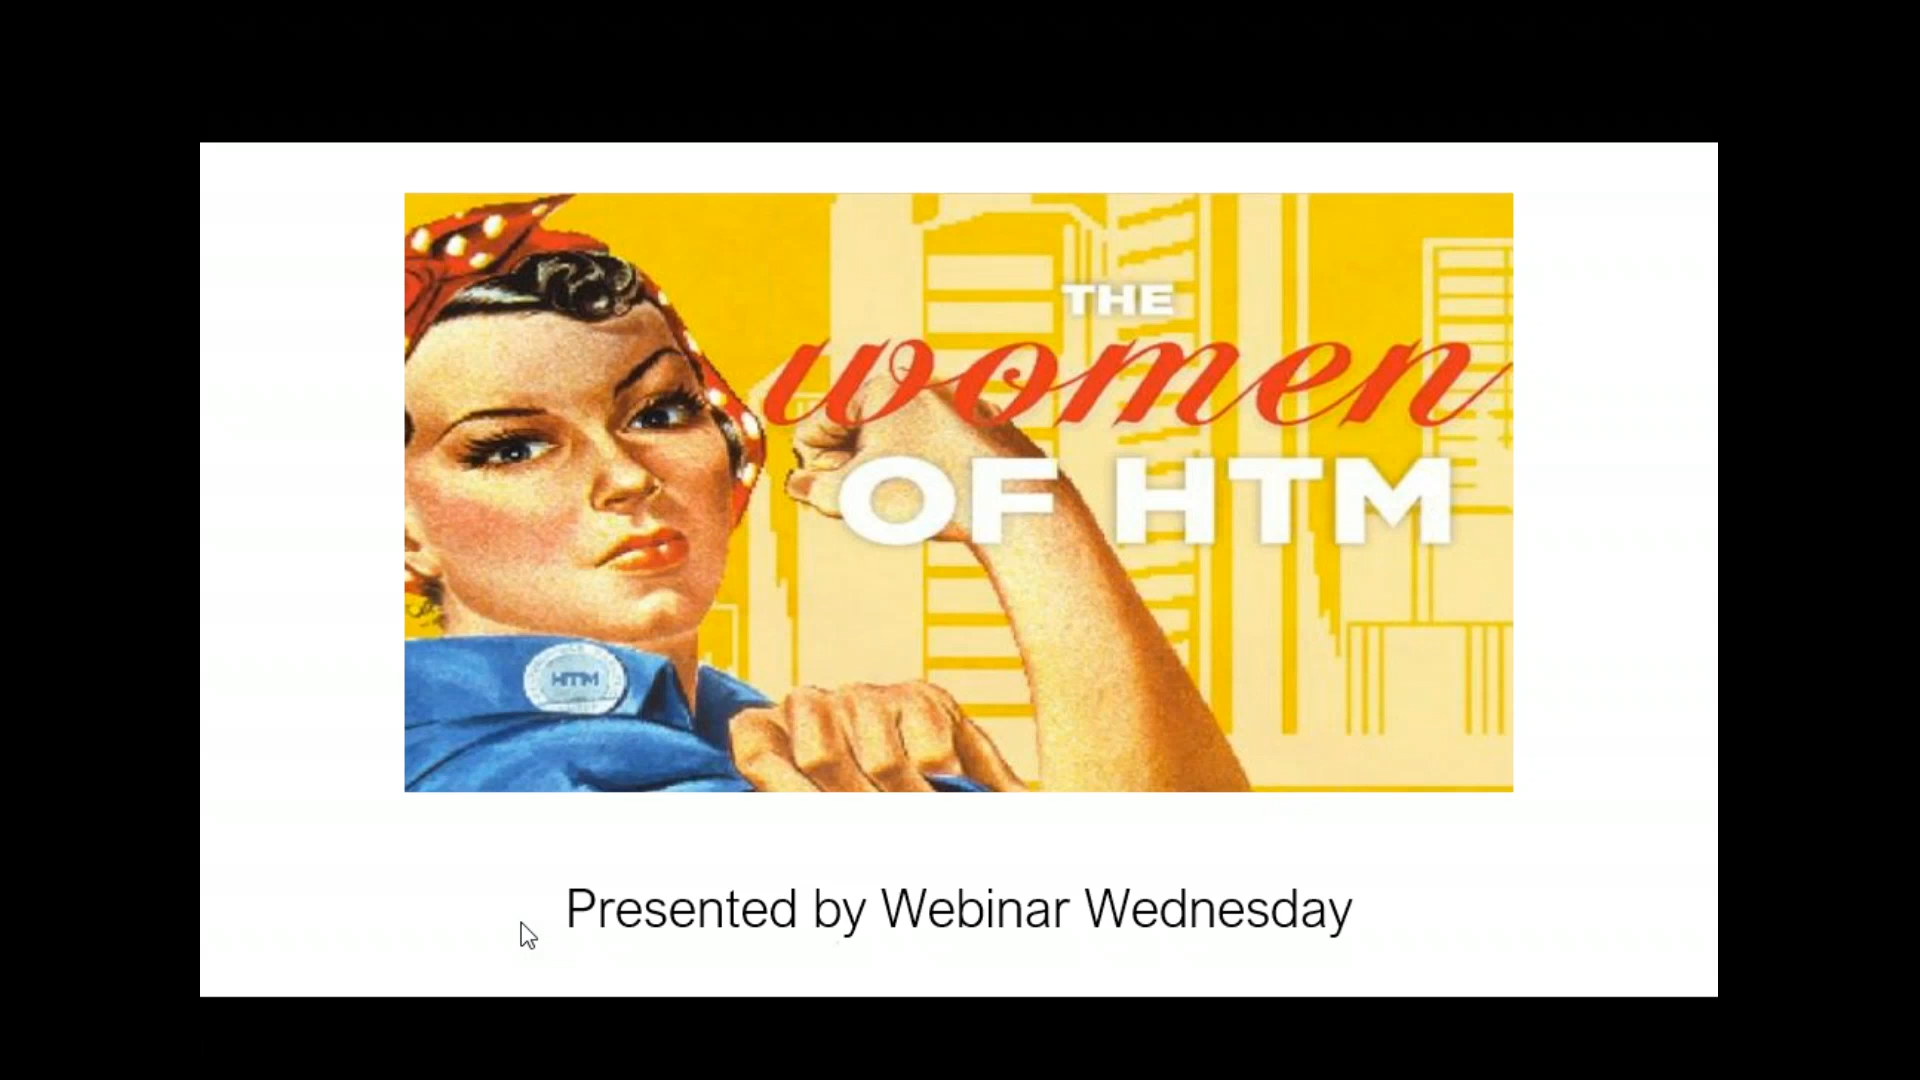 THE
women
OF HTM
HTM
Presented by Webinar Wednesday